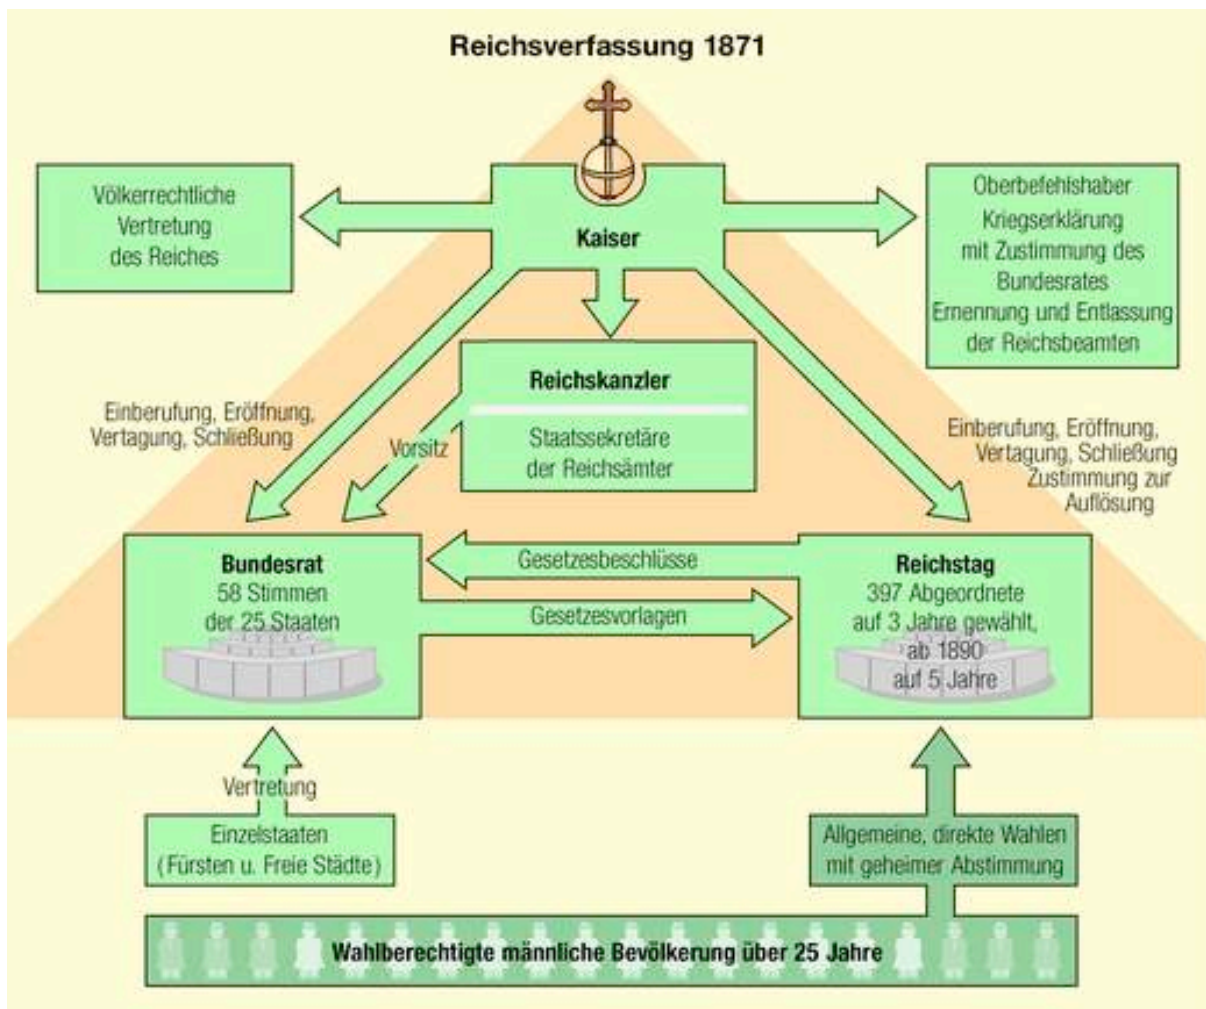 Reichsverfassung 1871
Völkerrechtliche
Vertretung
des Reiches
Kaiser
Oberbefehlshaber
Kriegserklärung
mit Zustimmung des
Bundesrates
Ernennung und Entlassung
der Reichsbeamten
Reichskanzler
Staatssekretäre
der Reichsämter
Einberufung, Eröffnung,
Vertagung, Schließung
Vorsitz
Einberufung, Eröffnung,
Vertagung, Schließung
Zustimmung zur
Auflösung
Bundesrat
58 Stimmen
der 25 Staaten
Gesetzesbeschlüsse
Gesetzesvorlagen
Reichstag
397 Abgeordnete
auf 3 Jahre gewählt,
ab 1890
auf 5 Jahre
Vertretung
Einzelstaaten
(Fürsten u. Freie Städte)
Allgemeine, direkte Wahlen
mit geheimer Abstimmung
Wahlberechtigte männliche Bevölkerung über 25 Jahre